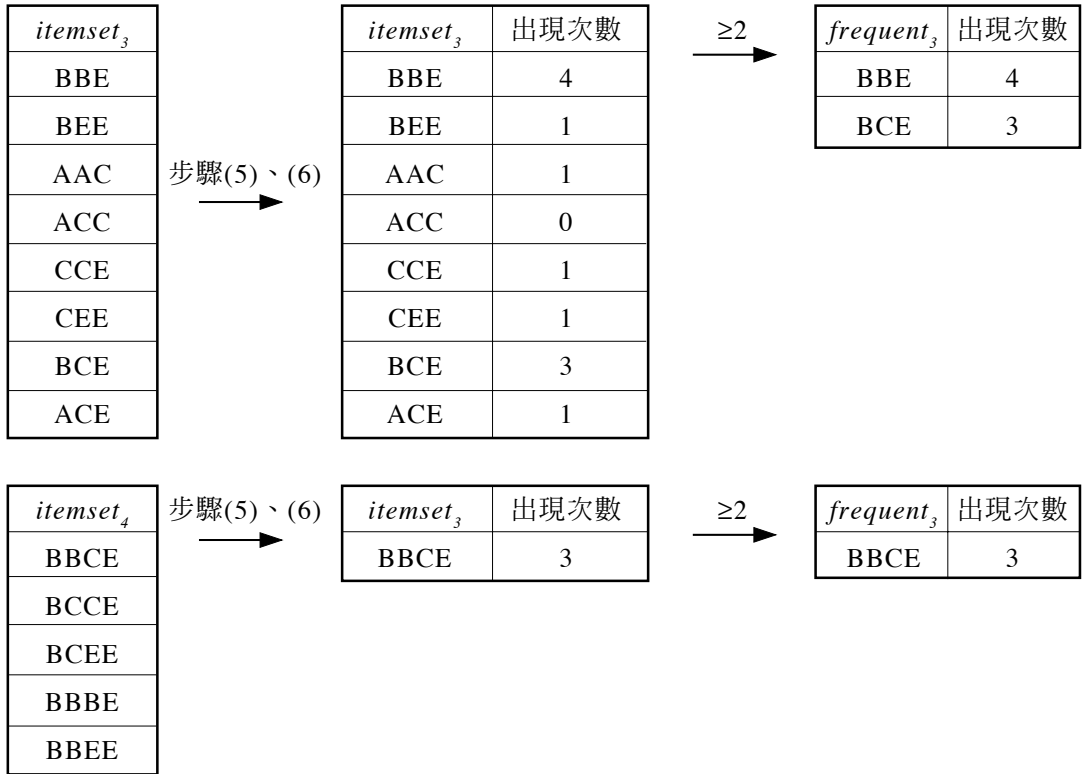 itemset₃ itemset₃ 出現次數 ≥2 frequent₃ 出現次數
BBE BBE 4 BBE 4
BEE BEE 1 BCE 3
AAC 步驟(5)、(6) AAC 1
ACC ACC 0
CCE CCE 1
CEE CEE 1
BCE BCE 3
ACE ACE 1
itemset₄ 步驟(5)、(6) itemset₃ 出現次數 ≥2 frequent₃ 出現次數
BBCE BBCE 3 BBCE 3
BCCE
BCEE
BBBE
BBEE